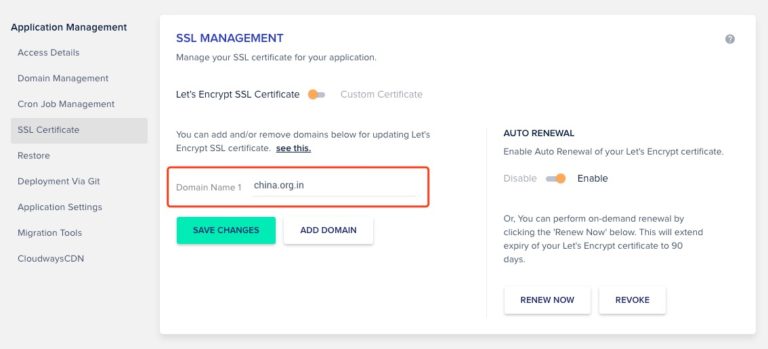 Application Management
Access Details
Domain Management
Cron Job Management
SSL Certificate
Restore
Deployment Via Git
Application Settings
Migration Tools
CloudwaysCDN
SSL MANAGEMENT
?
Manage your SSL certificate for your application.
Let's Encrypt SSL Certificate Custom Certificate
You can add and/or remove domains below for updating Let's
Encrypt SSL certificate. see this.
Domain Name 1 china.org.in
SAVE CHANGES ADD DOMAIN
AUTO RENEWAL
Enable Auto Renewal of your Let's Encrypt certificate.
Disable Enable
Or, You can perform on-demand renewal by
clicking the 'Renew Now' below. This will extend
expiry of your Let's Encrypt certificate to 90
days.
RENEW NOW REVOKE